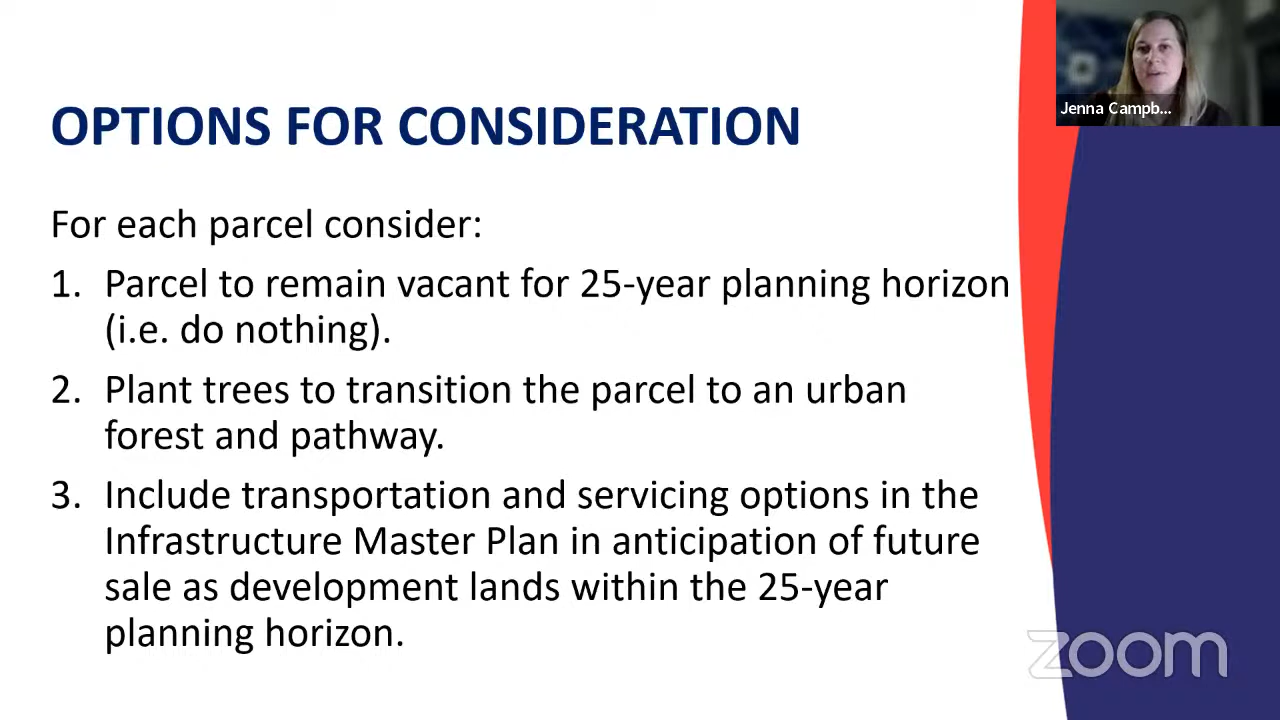 Jenna Campb...
OPTIONS FOR CONSIDERATION
For each parcel consider:
1. Parcel to remain vacant for 25-year planning horizon
(i.e. do nothing).
2. Plant trees to transition the parcel to an urban
forest and pathway.
3. Include transportation and servicing options in the
Infrastructure Master Plan in anticipation of future
sale as development lands within the 25-year
planning horizon.
zoom